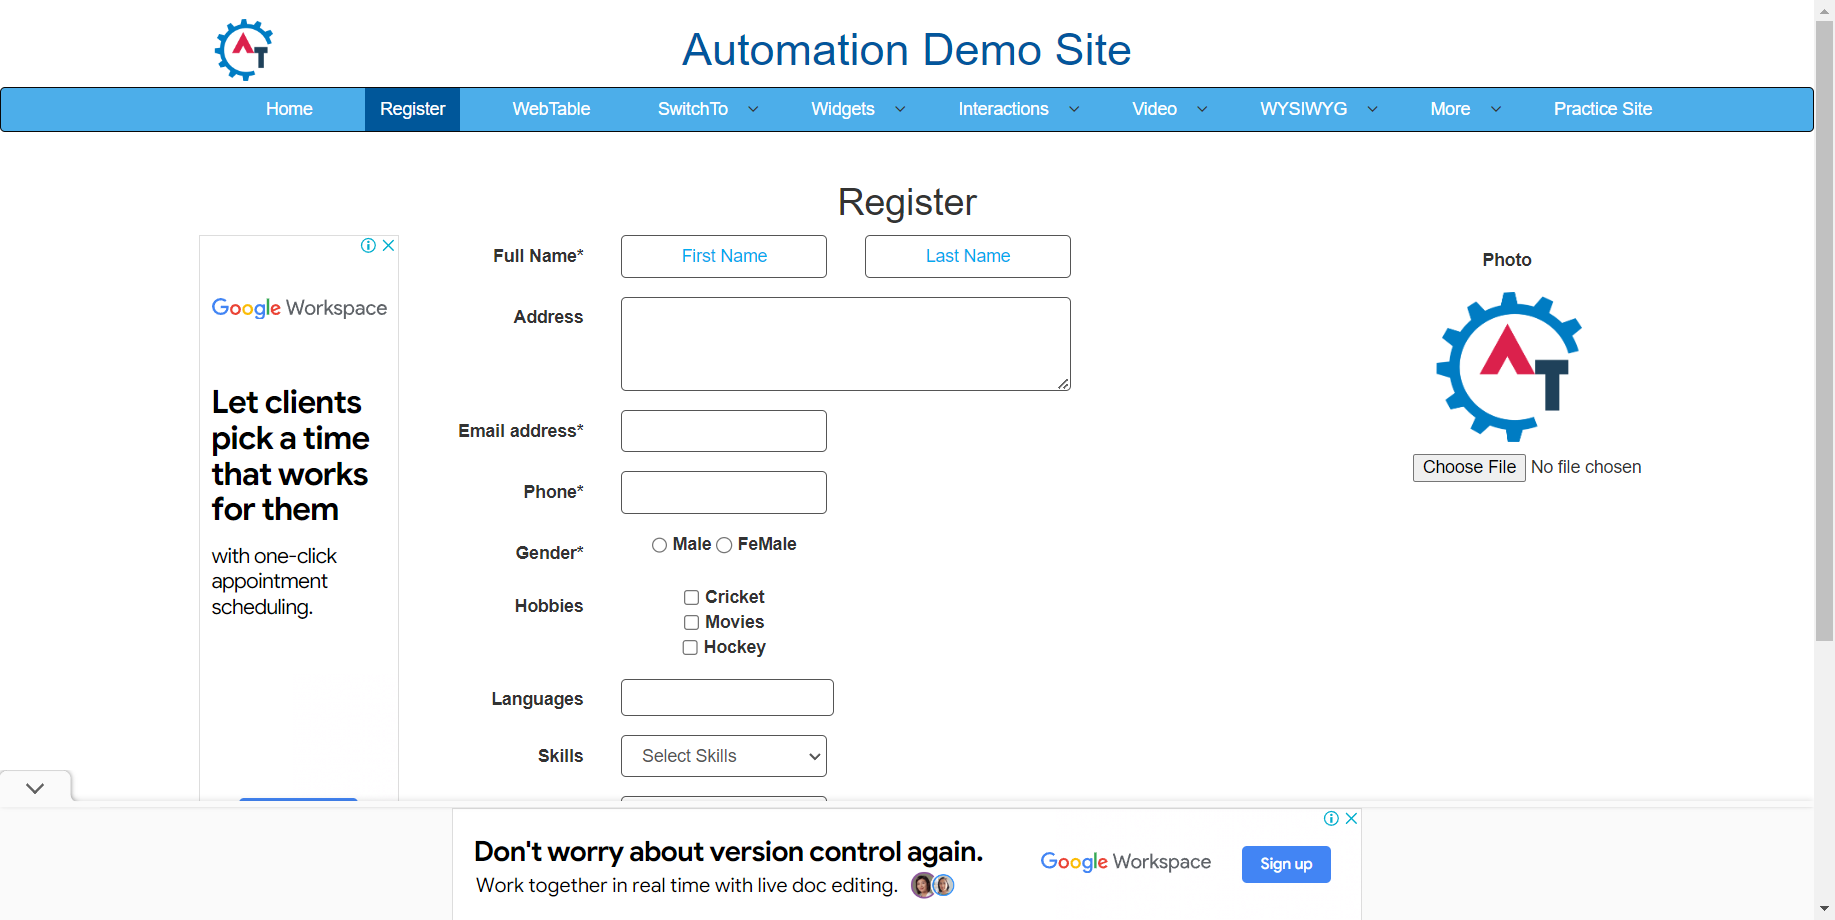 AT
Automation Demo Site
Home Register WebTable SwitchTo Widgets Interactions Video WYSIWYG More Practice Site
Register
Full Name* First Name Last Name
Address
Email address*
Phone*
Gender* Male FeMale
Hobbies Cricket
Movies
Hockey
Languages
Skills Select Skills
Photo
AT
Choose File No file chosen
Google Workspace
Let clients
pick a time
that works
for them
with one-click
appointment
scheduling.
Don't worry about version control again.
Work together in real time with live doc editing.
Google Workspace
Sign up